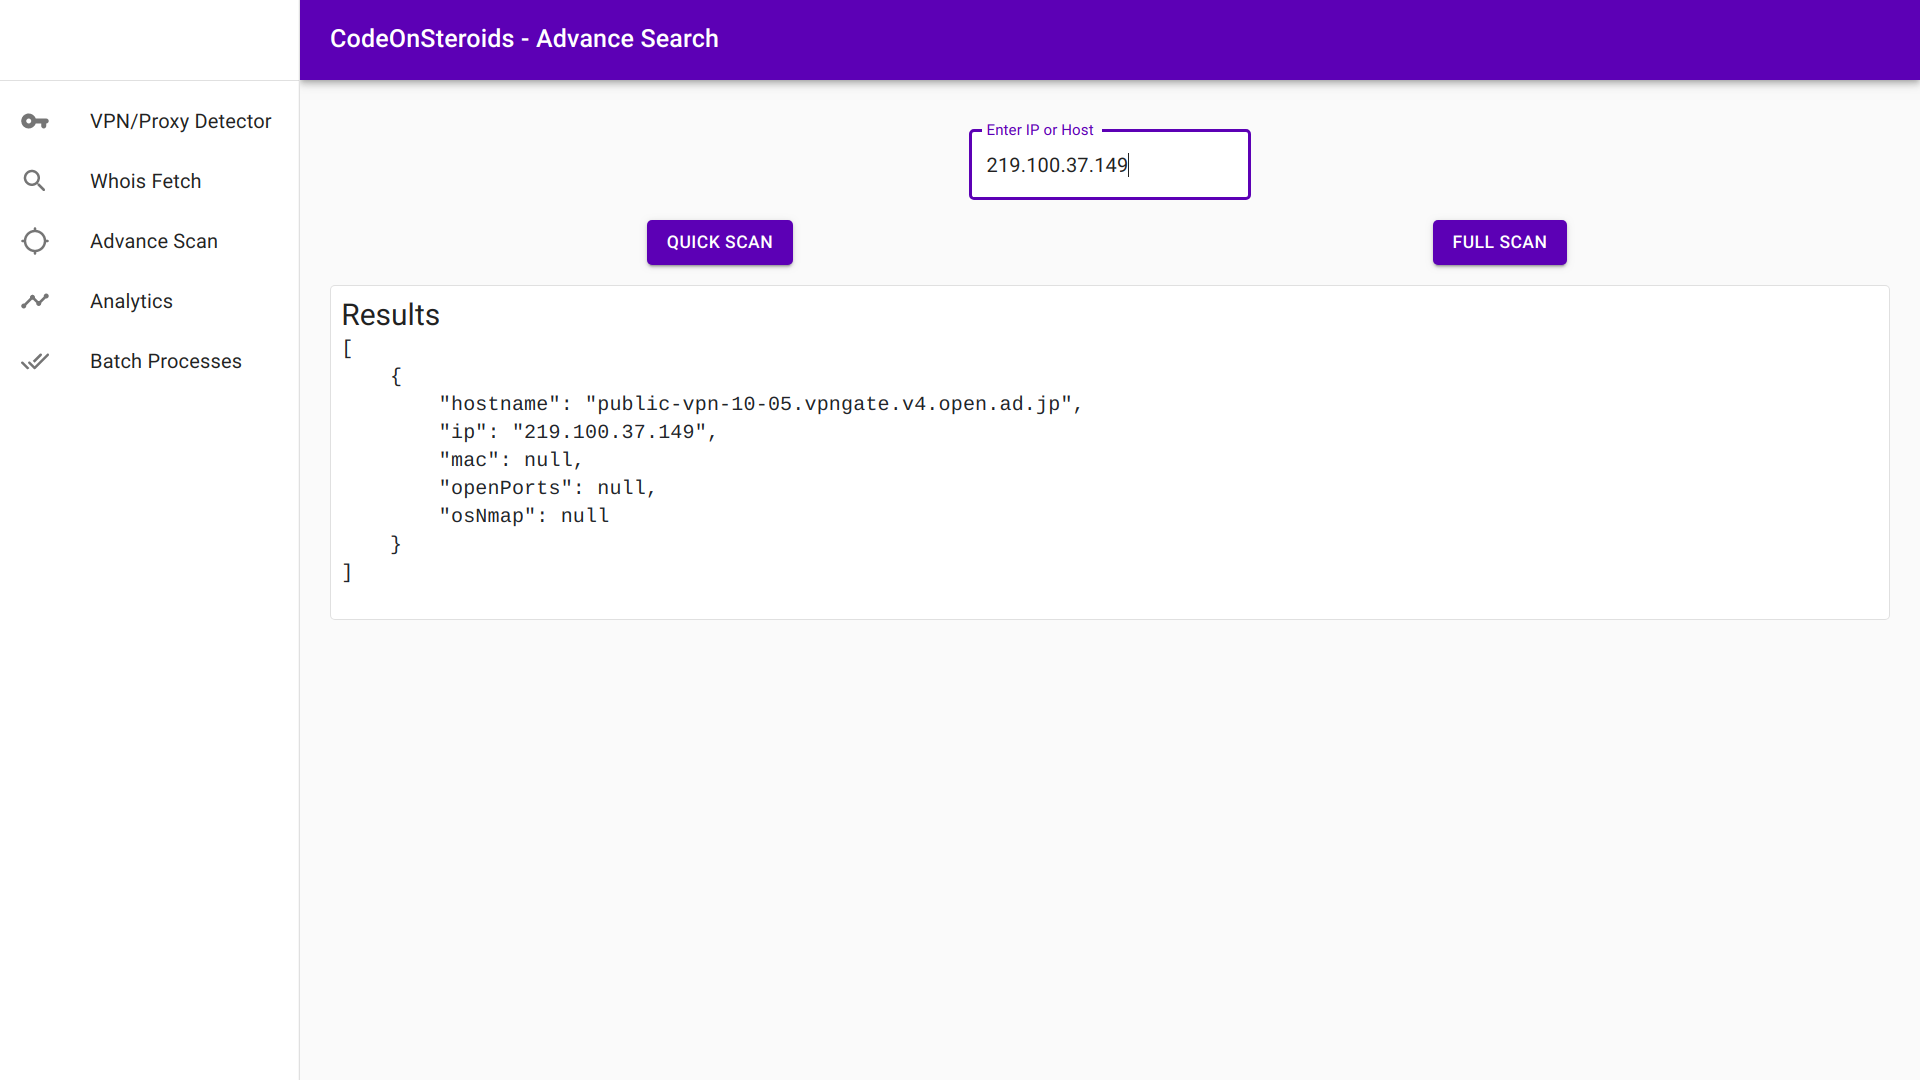 CodeOnSteroids - Advance Search
VPN/Proxy Detector
Whois Fetch
Advance Scan
Analytics
Batch Processes
Enter IP or Host
219.100.37.149
QUICK SCAN
FULL SCAN
Results
[
    {
        "hostname": "public-vpn-10-05.vpngate.v4.open.ad.jp",
        "ip": "219.100.37.149",
        "mac": null,
        "openPorts": null,
        "osNmap": null
    }
]